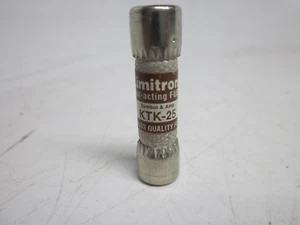 imitron
-acting Fu
Symbol & Amp
KTK-25
QUALITY